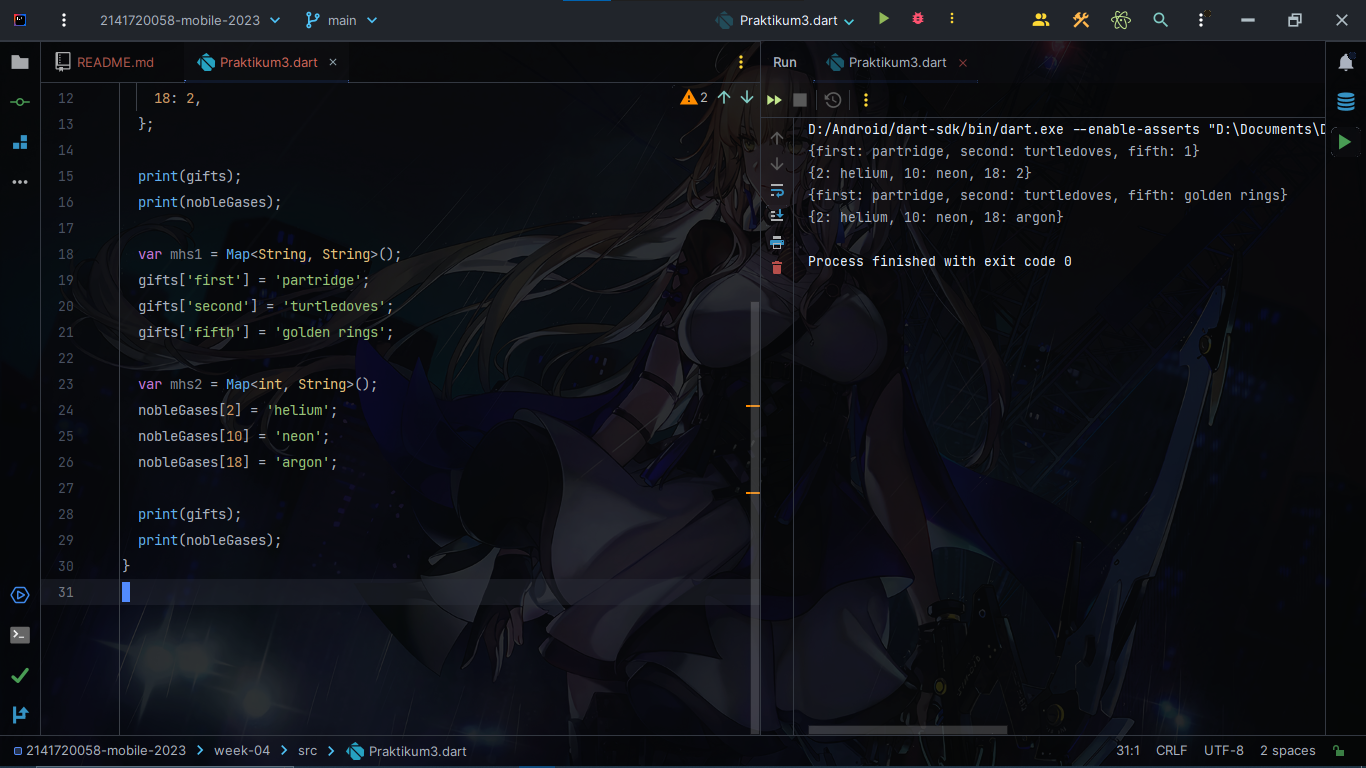 2141720058-mobile-2023
main
Praktikum3.dart
README.md
Praktikum3.dart
Run
Praktikum3.dart
2
12 18: 2,
13 };
14
15 print(gifts);
16 print(nobleGases);
17
18 var mhs1 = Map<String, String>();
19 gifts['first'] = 'partridge';
20 gifts['second'] = 'turtledoves';
21 gifts['fifth'] = 'golden rings';
22
23 var mhs2 = Map<int, String>();
24 nobleGases[2] = 'helium';
25 nobleGases[10] = 'neon';
26 nobleGases[18] = 'argon';
27
28 print(gifts);
29 print(nobleGases);
30 }
31
D:/Android/dart-sdk/bin/dart.exe --enable-asserts "D:\Documents\D
{first: partridge, second: turtledoves, fifth: 1}
{2: helium, 10: neon, 18: 2}
{first: partridge, second: turtledoves, fifth: golden rings}
{2: helium, 10: neon, 18: argon}
Process finished with exit code 0
2141720058-mobile-2023 > week-04 > src > Praktikum3.dart
31:1 CRLF UTF-8 2 spaces